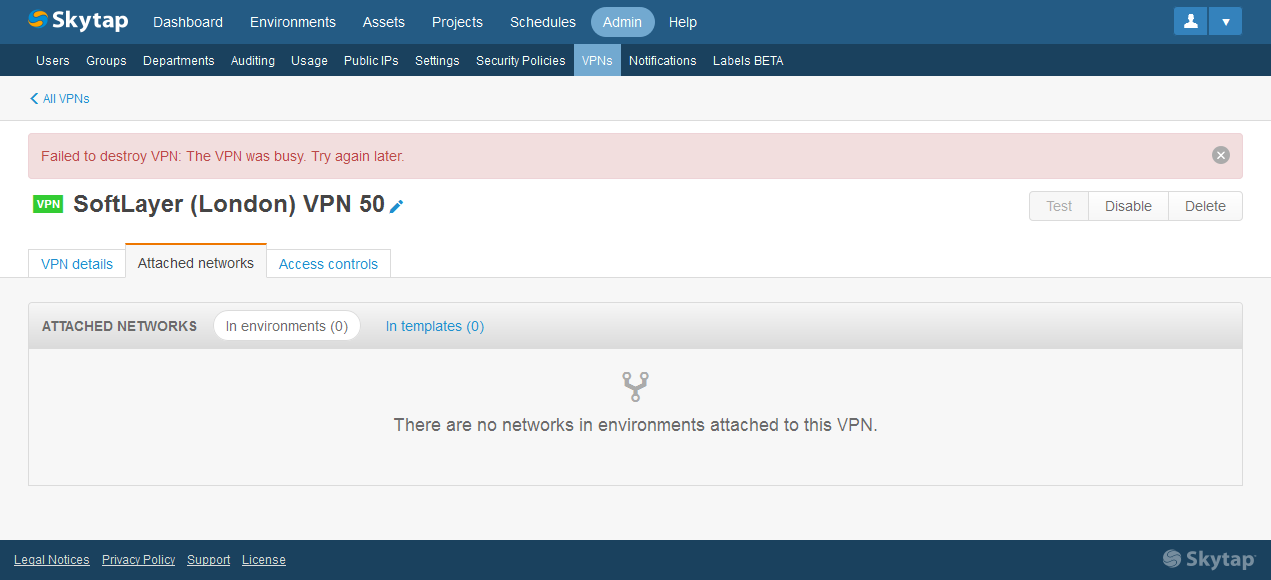 Skytap Dashboard Environments Assets Projects Schedules Admin Help
Users Groups Departments Auditing Usage Public IPs Settings Security Policies VPNs Notifications Labels BETA
All VPNs
Failed to destroy VPN: The VPN was busy. Try again later.
VPN SoftLayer (London) VPN 50 Test Disable Delete
VPN details Attached networks Access controls
ATTACHED NETWORKS In environments (0) In templates (0)
There are no networks in environments attached to this VPN.
Legal Notices Privacy Policy Support License Skytap